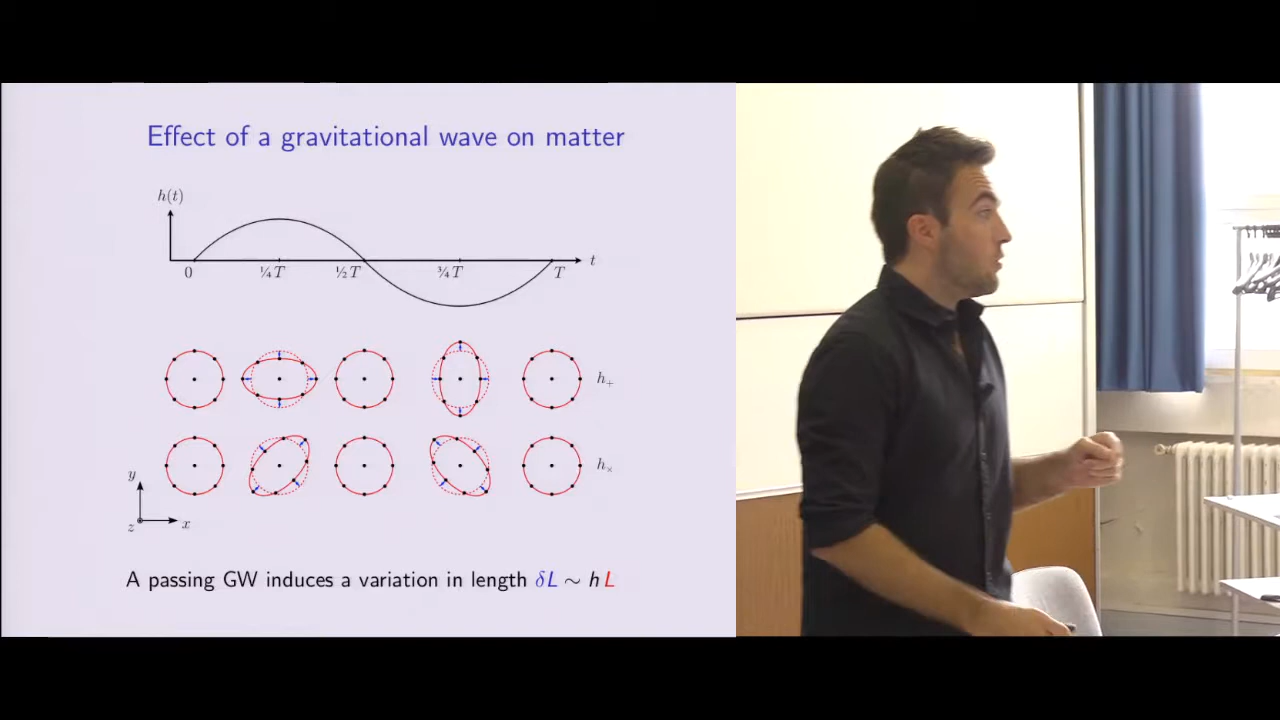 Effect of a gravitational wave on matter
h(t)
0 ¼T ½T ¾T T t
h₊
hₓ
y
z x
A passing GW induces a variation in length δL ∼ h L